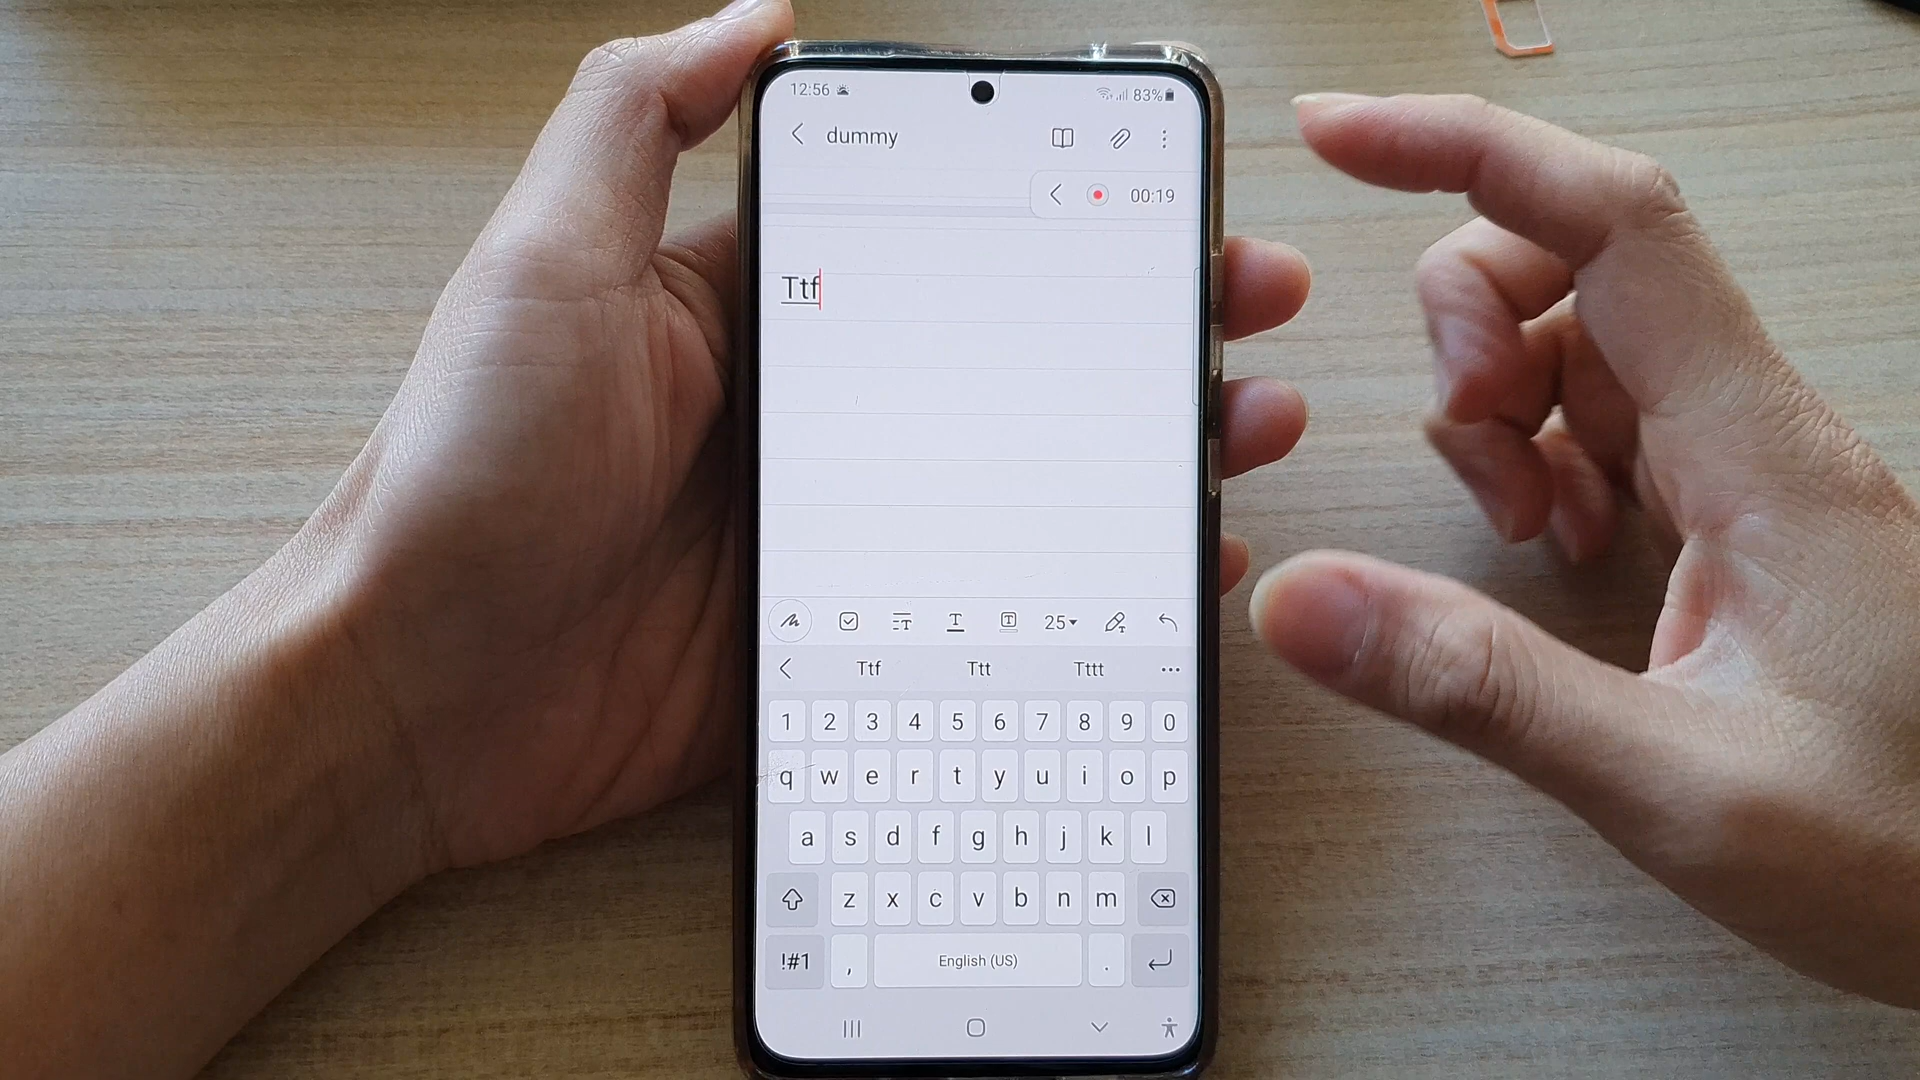 12:56 83%
dummy
00:19
Ttf
T T T 25 T
Ttf Ttt Tttt
1 2 3 4 5 6 7 8 9 0
q w e r t y u i o p
a s d f g h j k l
z x c v b n m
!#1 , English (US) .